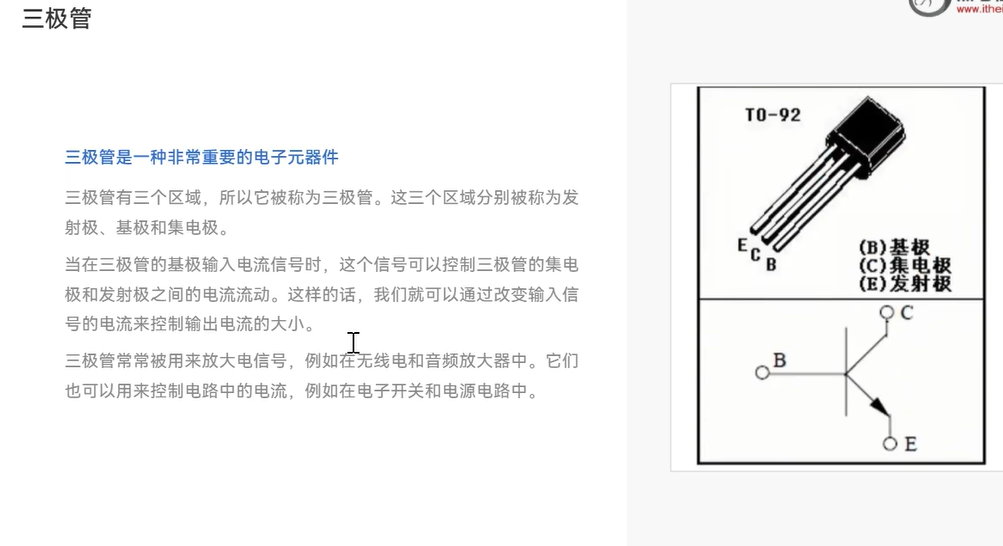 三极管
www.ithei
三极管是一种非常重要的电子元器件
三极管有三个区域，所以它被称为三极管。这三个区域分别被称为发
射极、基极和集电极。
当在三极管的基极输入电流信号时，这个信号可以控制三极管的集电
极和发射极之间的电流流动。这样的话，我们就可以通过改变输入信
号的电流来控制输出电流的大小。
三极管常常被用来放大电信号，例如在无线电和音频放大器中。它们
也可以用来控制电路中的电流，例如在电子开关和电源电路中。
TO-92
E
C
B
(B)基极
(C)集电极
(E)发射极
C
B
E